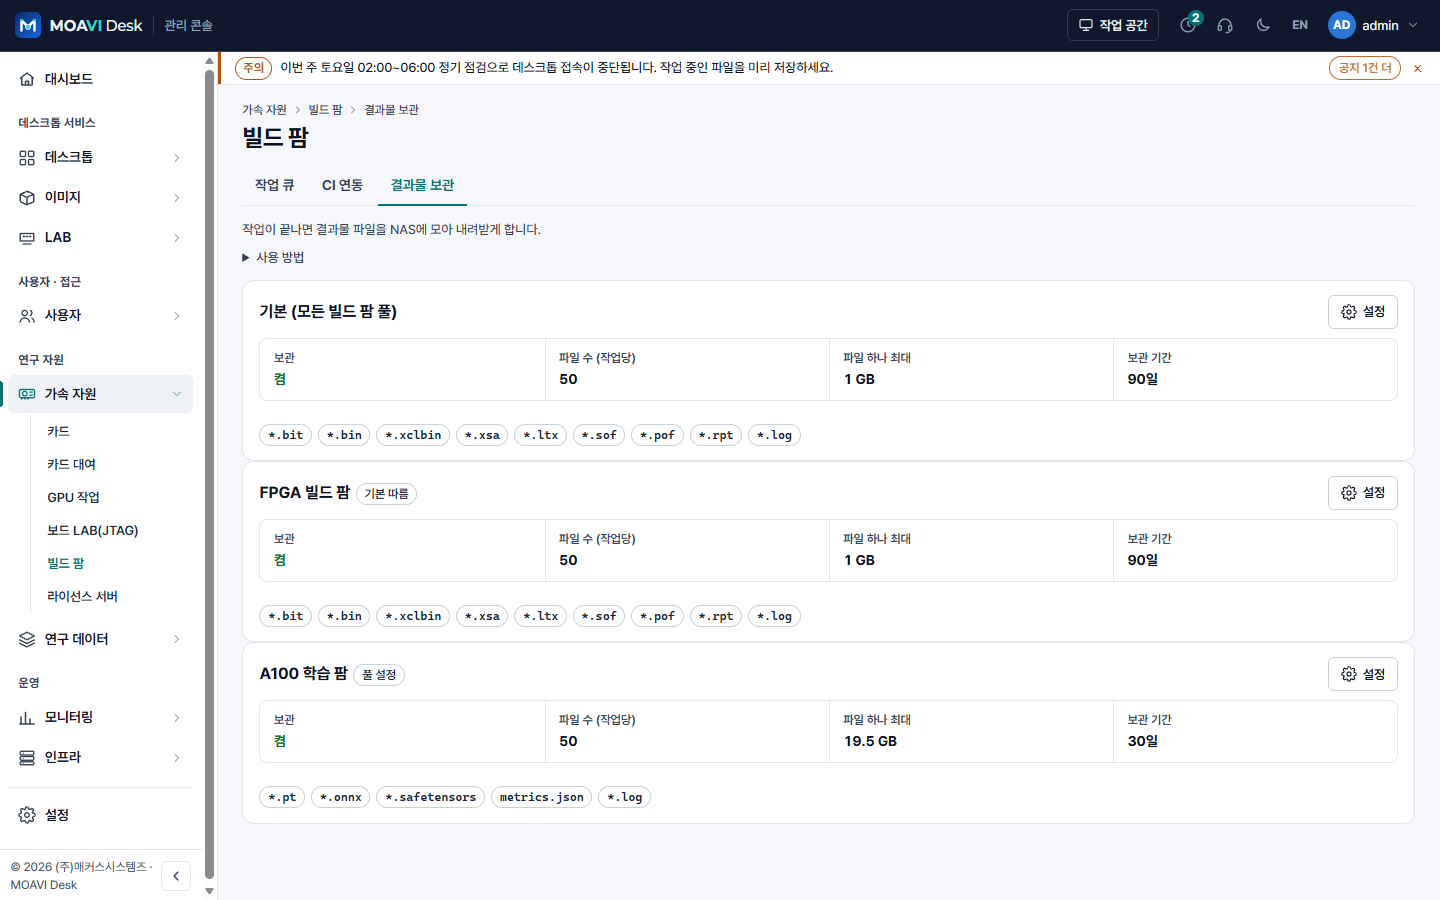 MOAVI Desk 관리 콘솔
작업 공간
2
EN
AD admin
대시보드
데스크톱 서비스
데스크톱
이미지
LAB
사용자 · 접근
사용자
연구 자원
가속 자원
카드
카드 대여
GPU 작업
보드 LAB(JTAG)
빌드 팜
라이선스 서버
연구 데이터
운영
모니터링
인프라
설정
© 2026 (주)매커스시스템즈 ·
MOAVI Desk
주의 이번 주 토요일 02:00~06:00 정기 점검으로 데스크톱 접속이 중단됩니다. 작업 중인 파일을 미리 저장하세요. 공지 1건 더 ×
가속 자원 > 빌드 팜 > 결과물 보관
빌드 팜
작업 큐 CI 연동 결과물 보관
작업이 끝나면 결과물 파일을 NAS에 모아 내려받게 합니다.
▶ 사용 방법
기본 (모든 빌드 팜 풀) 설정
보관 파일 수 (작업당) 파일 하나 최대 보관 기간
켬 50 1 GB 90일
*.bit *.bin *.xclbin *.xsa *.ltx *.sof *.pof *.rpt *.log
FPGA 빌드 팜 기본 따름 설정
보관 파일 수 (작업당) 파일 하나 최대 보관 기간
켬 50 1 GB 90일
*.bit *.bin *.xclbin *.xsa *.ltx *.sof *.pof *.rpt *.log
A100 학습 팜 풀 설정 설정
보관 파일 수 (작업당) 파일 하나 최대 보관 기간
켬 50 19.5 GB 30일
*.pt *.onnx *.safetensors metrics.json *.log